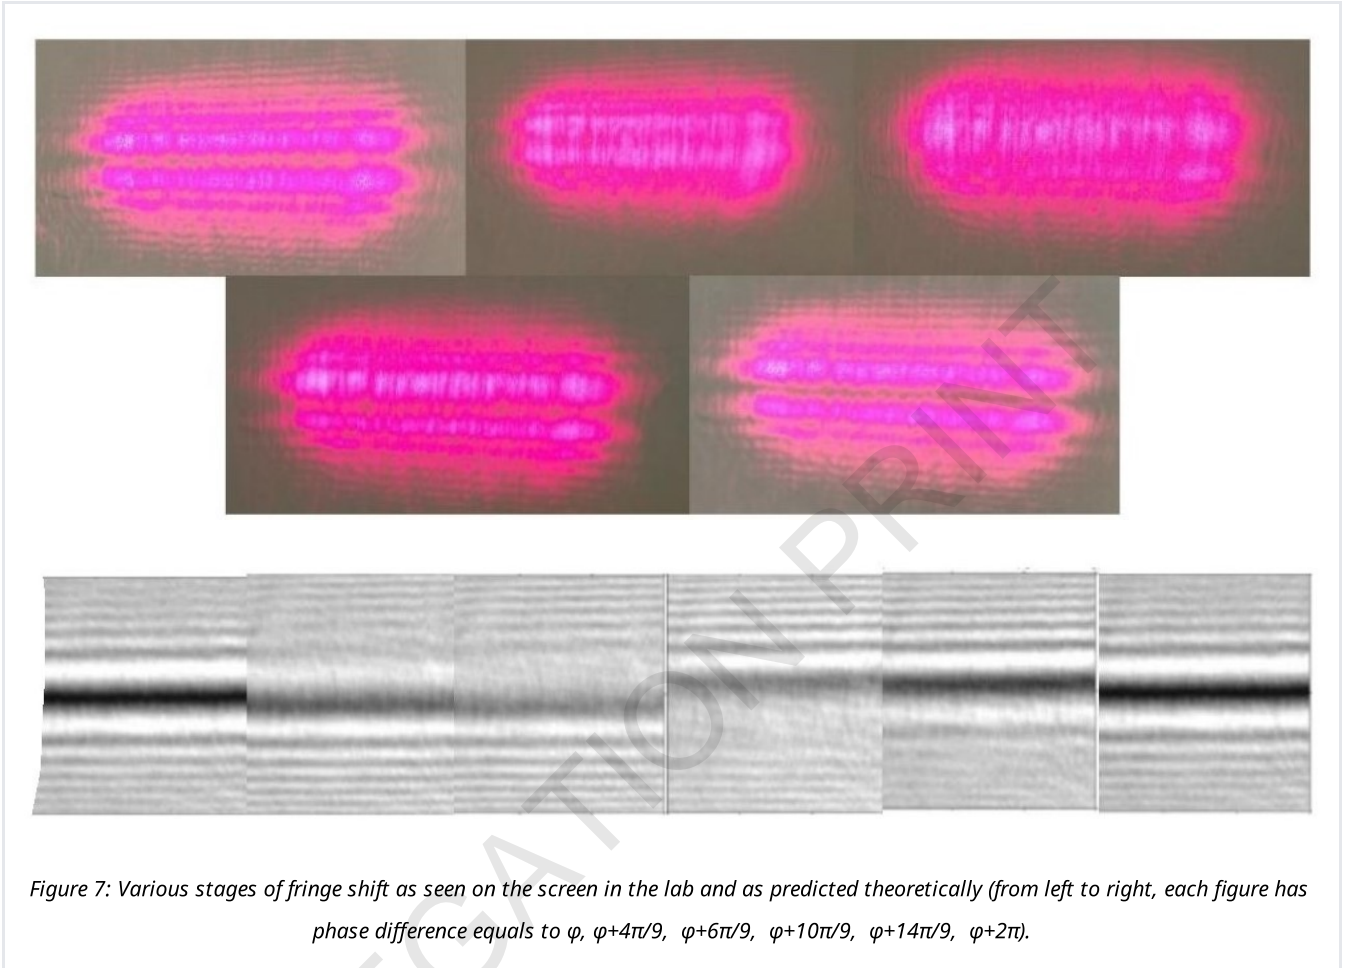 Figure 7: Various stages of fringe shift as seen on the screen in the lab and as predicted theoretically (from left to right, each figure has
phase difference equals to φ, φ+4π/9, φ+6π/9, φ+10π/9, φ+14π/9, φ+2π).
GATION PRINT